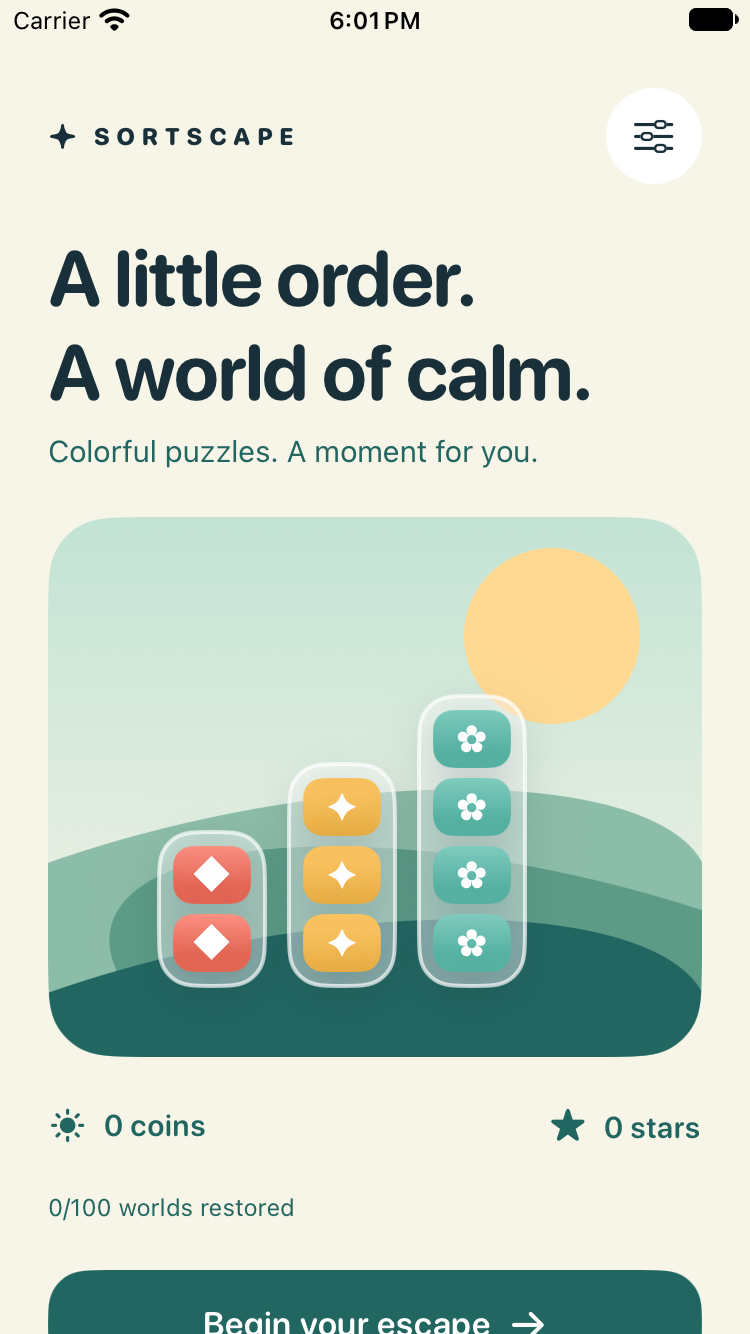 Carrier 6:01 PM
SORTSCAPE
A little order.
A world of calm.
Colorful puzzles. A moment for you.
0 coins 0 stars
0/100 worlds restored
Begin your escape →